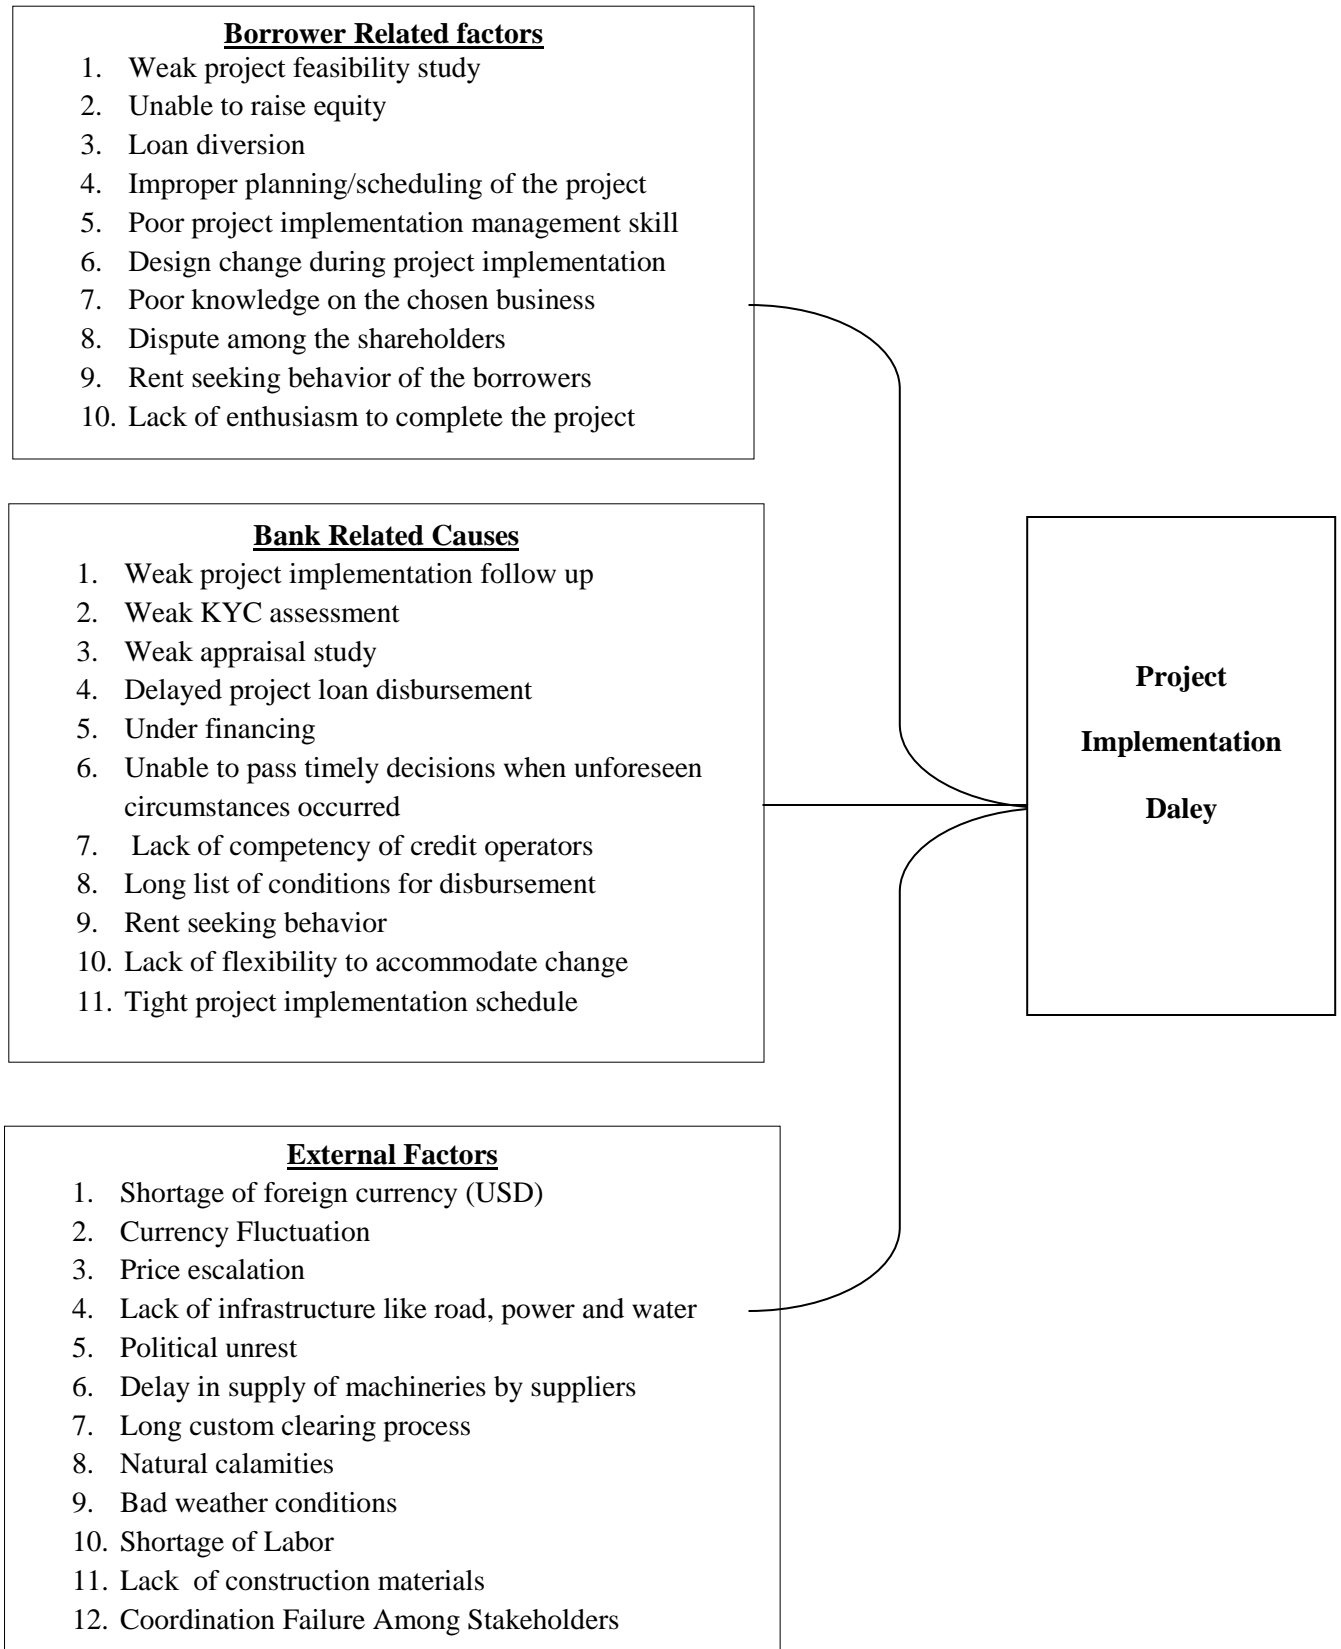 Borrower Related factors
1. Weak project feasibility study
2. Unable to raise equity
3. Loan diversion
4. Improper planning/scheduling of the project
5. Poor project implementation management skill
6. Design change during project implementation
7. Poor knowledge on the chosen business
8. Dispute among the shareholders
9. Rent seeking behavior of the borrowers
10. Lack of enthusiasm to complete the project
Bank Related Causes
1. Weak project implementation follow up
2. Weak KYC assessment
3. Weak appraisal study
4. Delayed project loan disbursement
5. Under financing
6. Unable to pass timely decisions when unforeseen
circumstances occurred
7. Lack of competency of credit operators
8. Long list of conditions for disbursement
9. Rent seeking behavior
10. Lack of flexibility to accommodate change
11. Tight project implementation schedule
External Factors
1. Shortage of foreign currency (USD)
2. Currency Fluctuation
3. Price escalation
4. Lack of infrastructure like road, power and water
5. Political unrest
6. Delay in supply of machineries by suppliers
7. Long custom clearing process
8. Natural calamities
9. Bad weather conditions
10. Shortage of Labor
11. Lack of construction materials
12. Coordination Failure Among Stakeholders
Project
Implementation
Daley